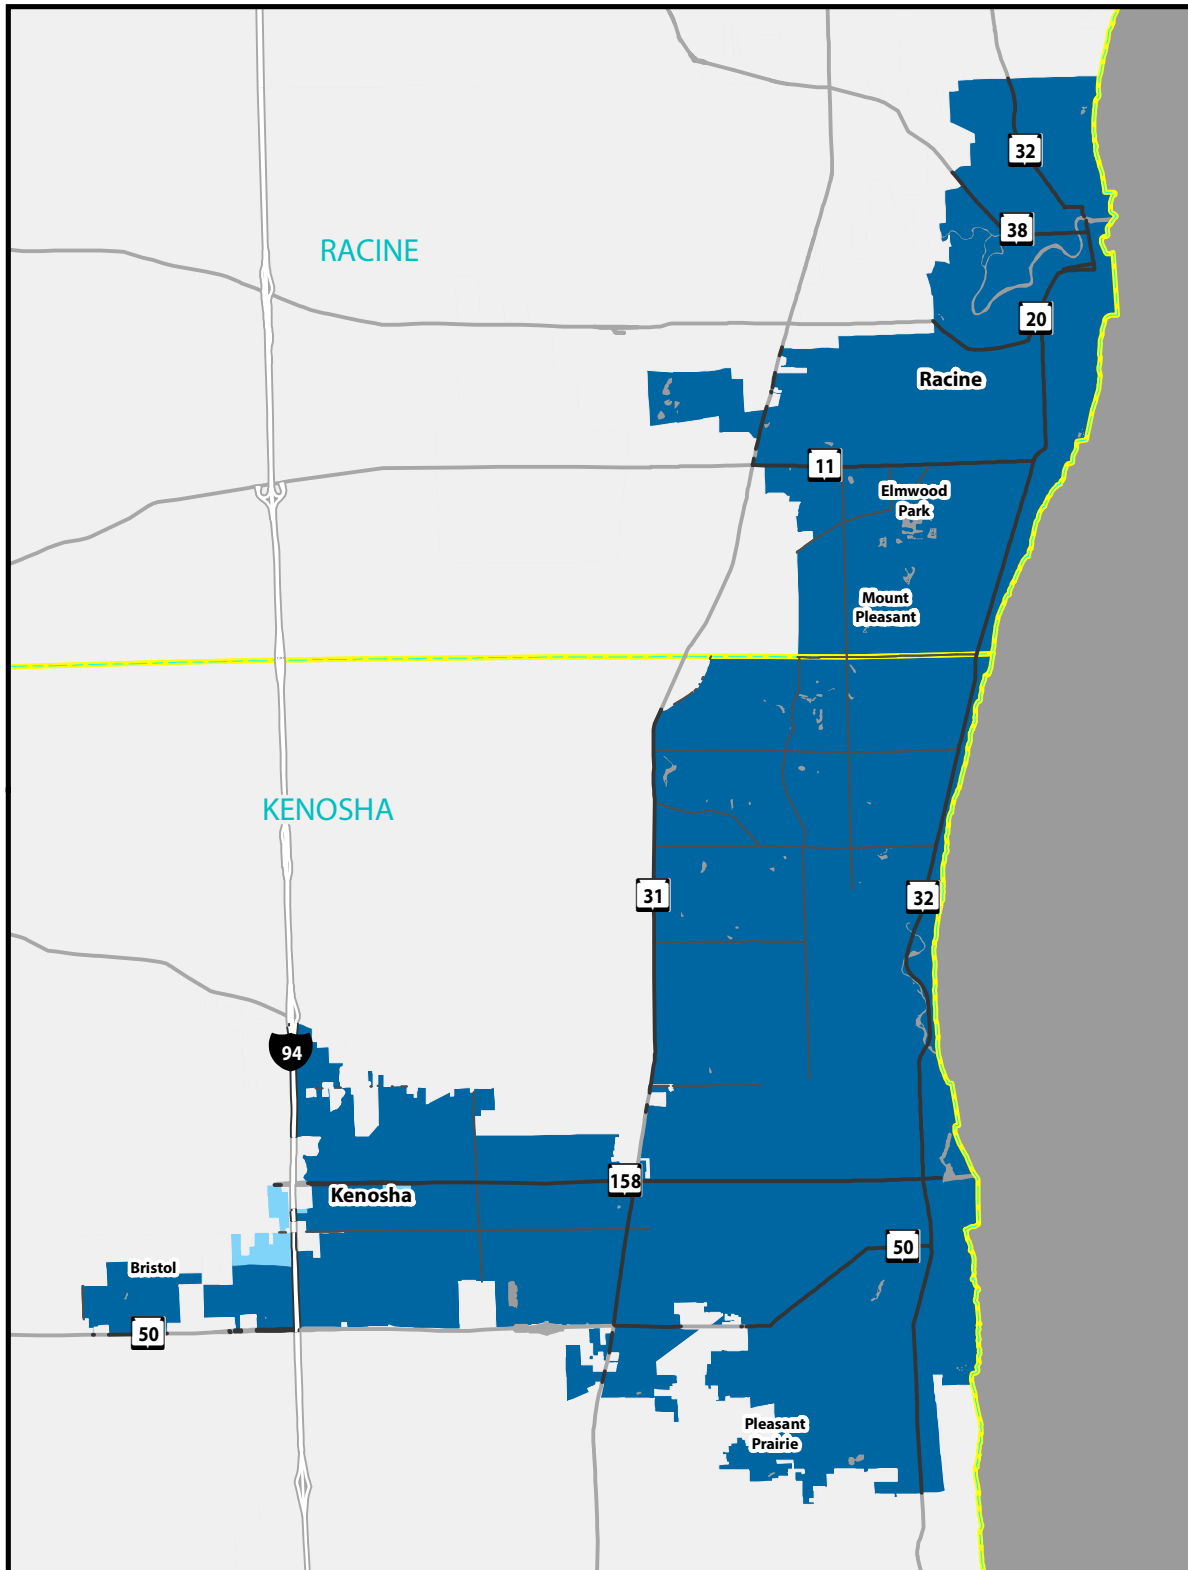 32
38
RACINE
20
Racine
11
Elmwood
Park
Mount
Pleasant
KENOSHA
31
32
94
158
Kenosha
50
Bristol
50
Pleasant
Prairie